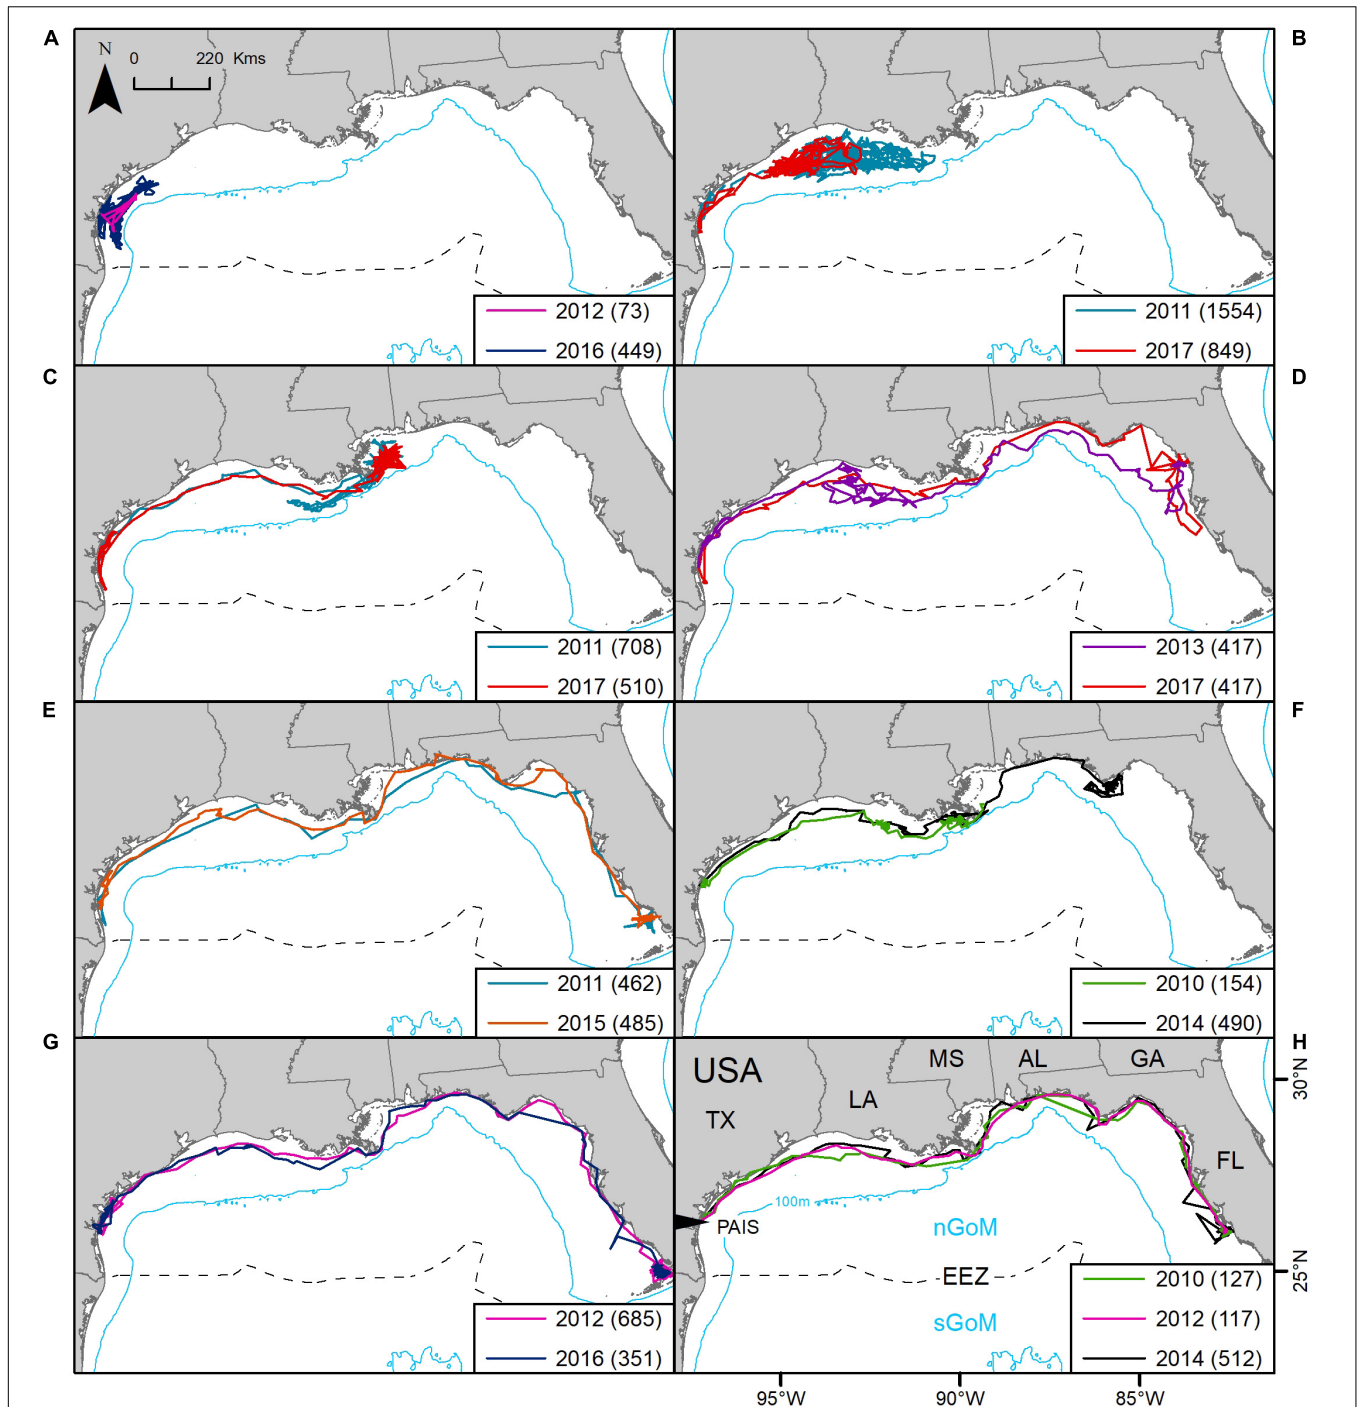 A
N
0 220 Kms
2012 (73)
2016 (449)
B
2011 (1554)
2017 (849)
C
2011 (708)
2017 (510)
D
2013 (417)
2017 (417)
E
2011 (462)
2015 (485)
F
2010 (154)
2014 (490)
G
2012 (685)
2016 (351)
H
USA
MS
AL
GA
TX
LA
FL
100m
PAIS
nGoM
EEZ
sGoM
2010 (127)
2012 (117)
2014 (512)
30°N
25°N
95°W
90°W
85°W